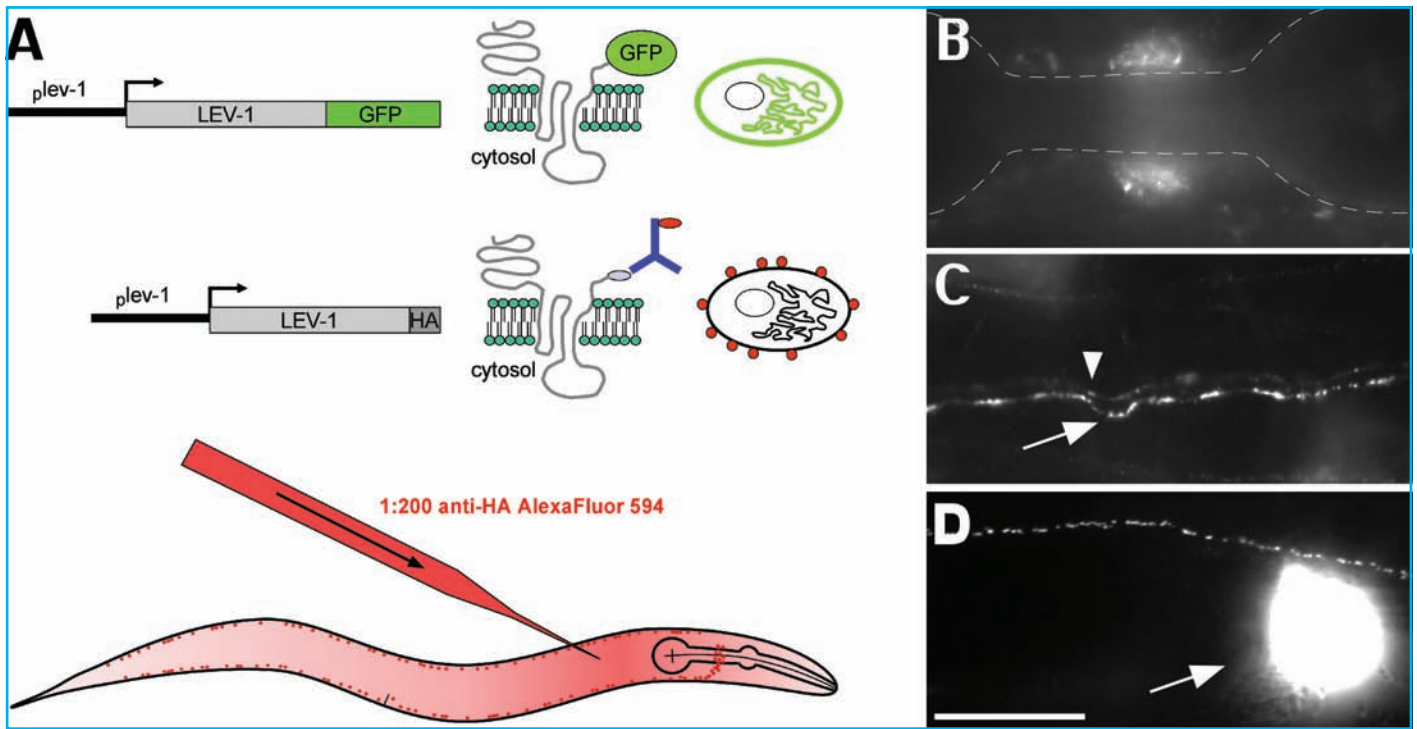 A
plev-1
LEV-1
GFP
GFP
cytosol
plev-1
LEV-1
HA
cytosol
1:200 anti-HA AlexaFluor 594
B
C
D